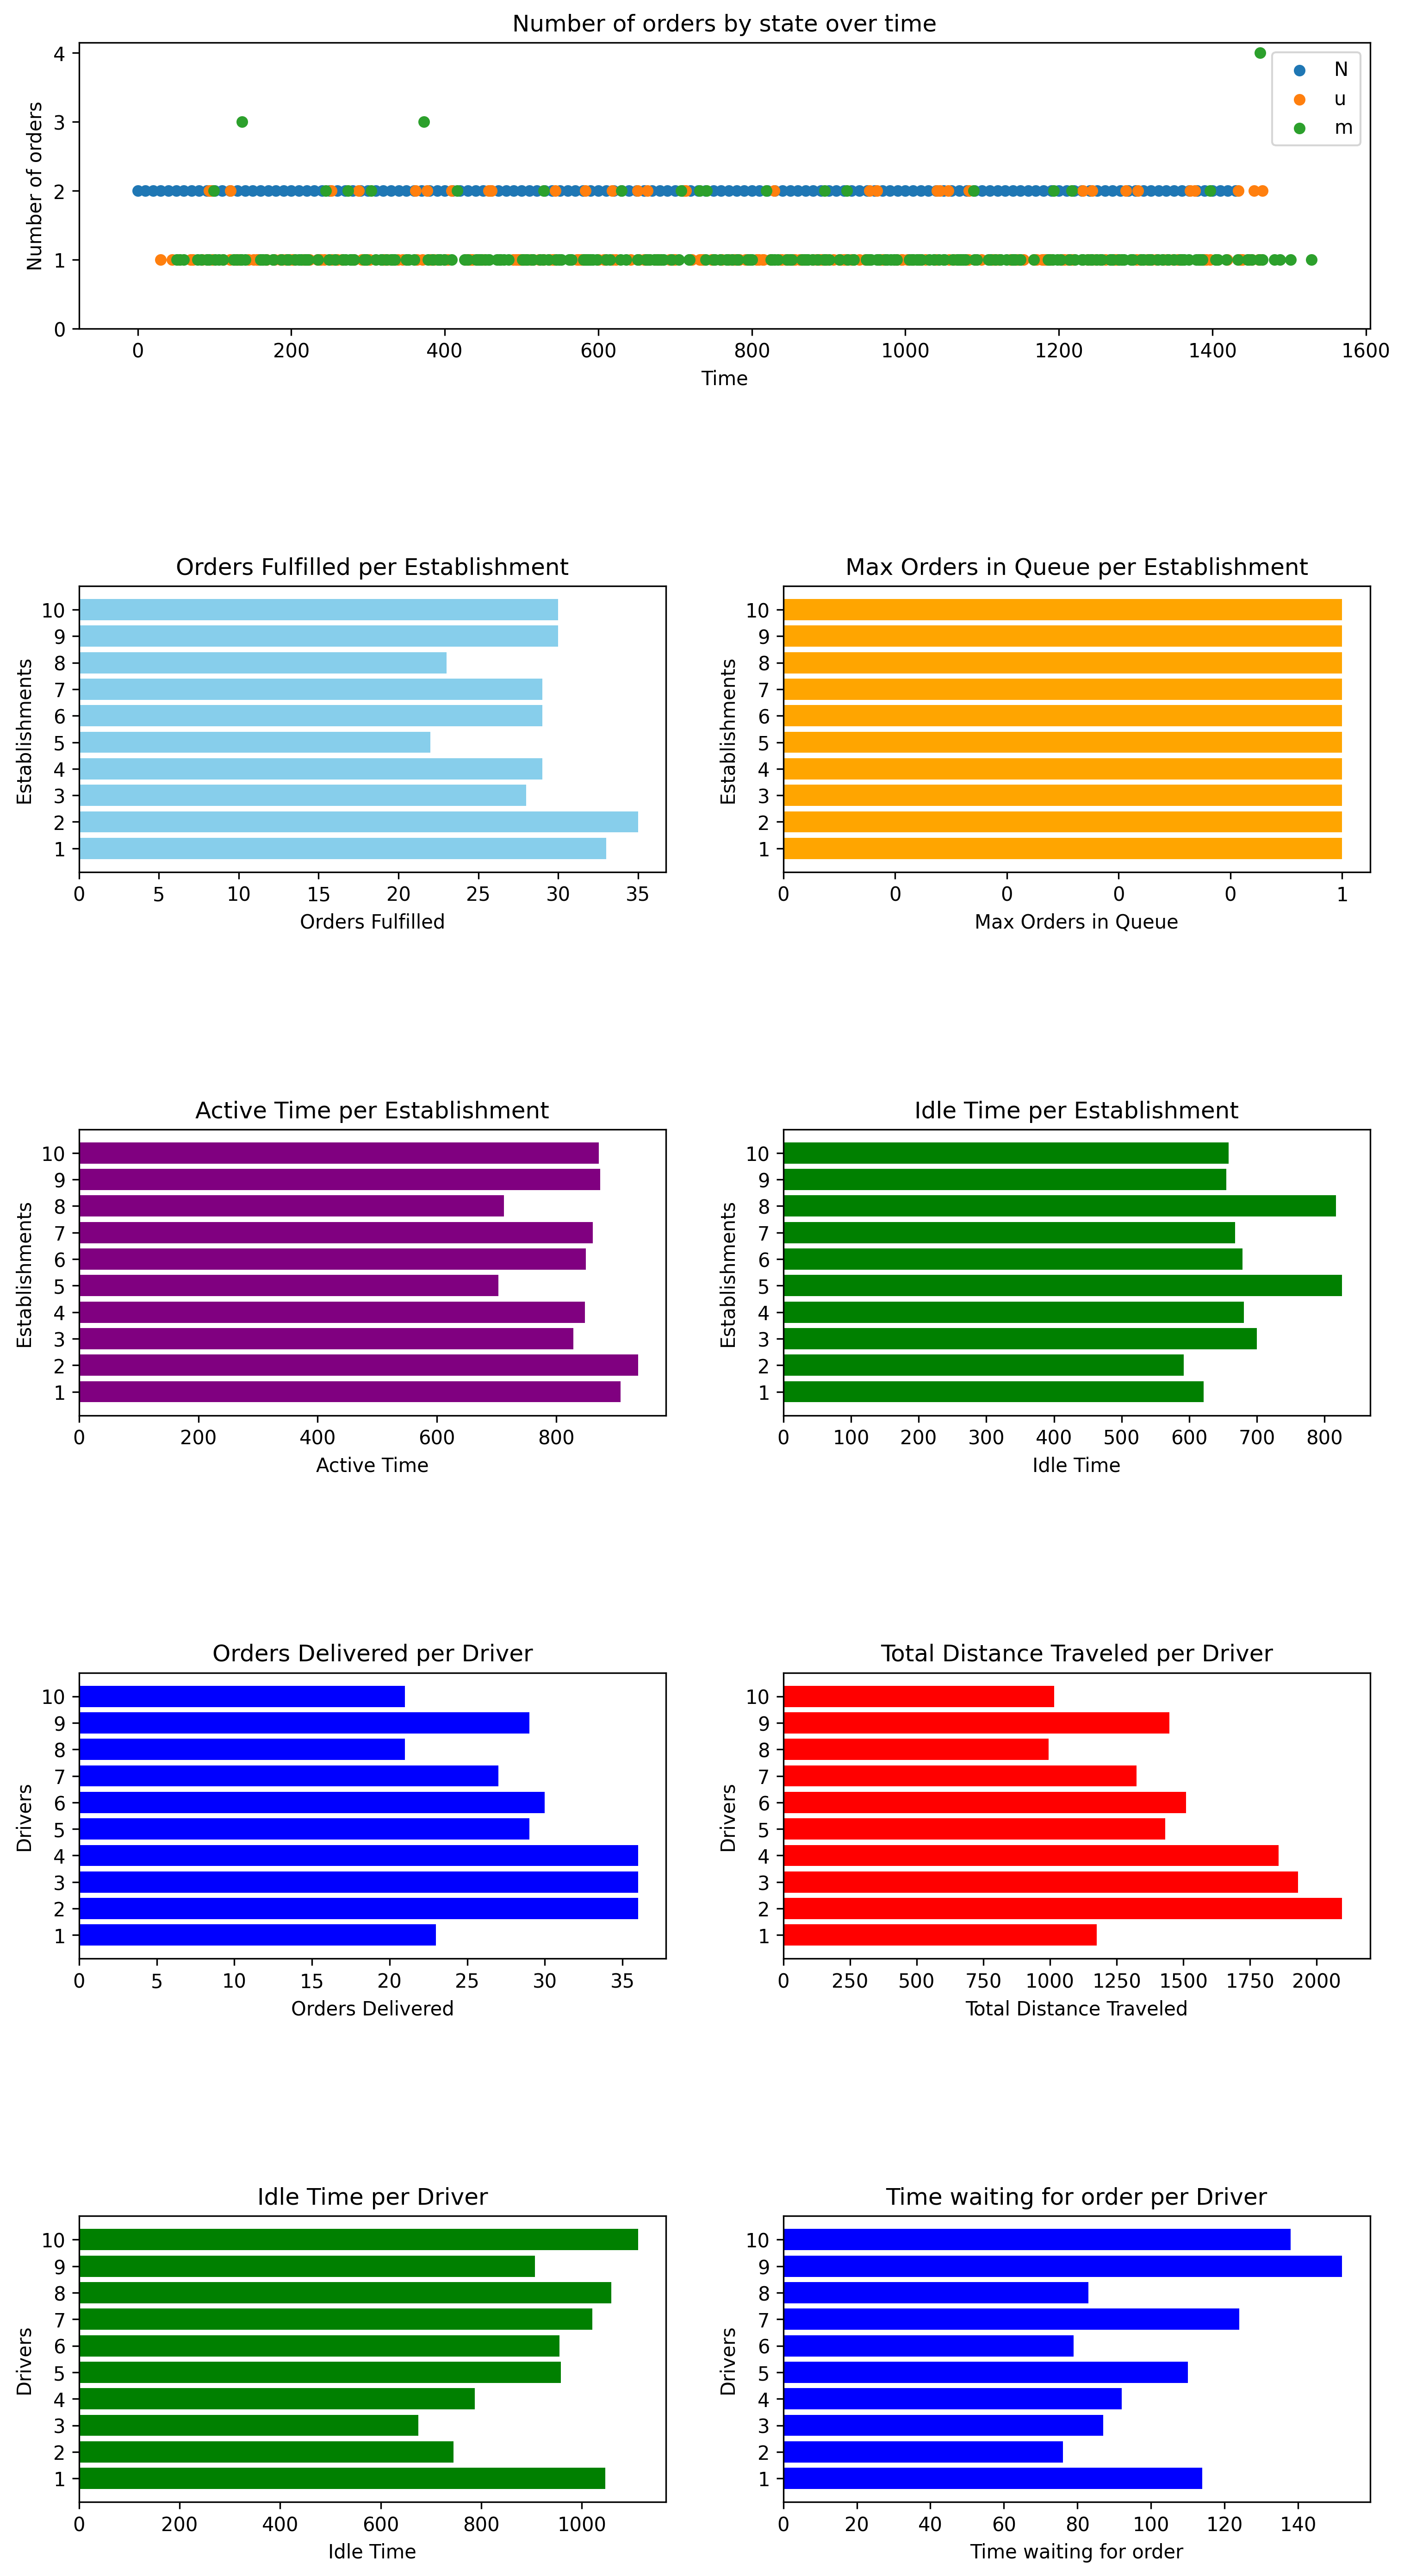 Number of orders by state over time
Number of orders
4
3
2
1
0
N
u
m
0 200 400 600 800 1000 1200 1400 1600
Time
Orders Fulfilled per Establishment
Establishments
10
9
8
7
6
5
4
3
2
1
0 5 10 15 20 25 30 35
Orders Fulfilled
Max Orders in Queue per Establishment
Establishments
10
9
8
7
6
5
4
3
2
1
0 0 0 0 0 1
Max Orders in Queue
Active Time per Establishment
Establishments
10
9
8
7
6
5
4
3
2
1
0 200 400 600 800
Active Time
Idle Time per Establishment
Establishments
10
9
8
7
6
5
4
3
2
1
0 100 200 300 400 500 600 700 800
Idle Time
Orders Delivered per Driver
Drivers
10
9
8
7
6
5
4
3
2
1
0 5 10 15 20 25 30 35
Orders Delivered
Total Distance Traveled per Driver
Drivers
10
9
8
7
6
5
4
3
2
1
0 250 500 750 1000 1250 1500 1750 2000
Total Distance Traveled
Idle Time per Driver
Drivers
10
9
8
7
6
5
4
3
2
1
0 200 400 600 800 1000
Idle Time
Time waiting for order per Driver
Drivers
10
9
8
7
6
5
4
3
2
1
0 20 40 60 80 100 120 140
Time waiting for order